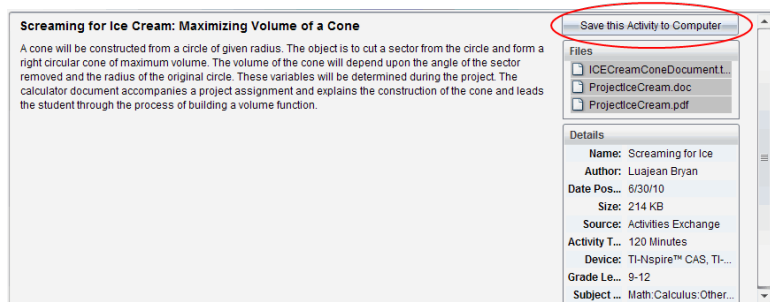 Screaming for Ice Cream: Maximizing Volume of a Cone
A cone will be constructed from a circle of given radius. The object is to cut a sector from the circle and form a
right circular cone of maximum volume. The volume of the cone will depend upon the angle of the sector
removed and the radius of the original circle. These variables will be determined during the project. The
calculator document accompanies a project assignment and explains the construction of the cone and leads
the student through the process of building a volume function.
Save this Activity to Computer
Files
ICECreamConeDocument.t...
ProjectIceCream.doc
ProjectIceCream.pdf
Details
Name: Screaming for Ice
Author: Luajean Bryan
Date Pos... 6/30/10
Size: 214 KB
Source: Activities Exchange
Activity T... 120 Minutes
Device: TI-Nspire™ CAS, TI-...
Grade Le... 9-12
Subject ... Math:Calculus:Other...